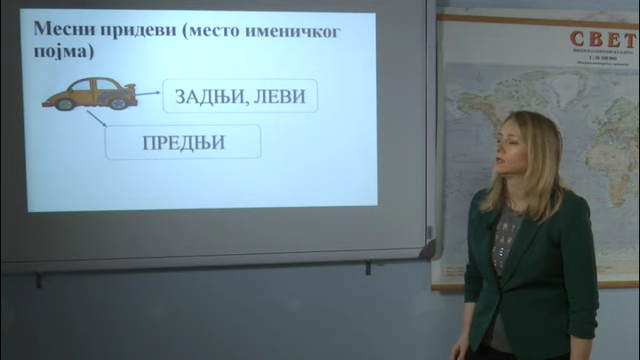 Месни придеви (место именичког
појма)
ЗАДЊИ, ЛЕВИ
ПРЕДЊИ
СВЕТ